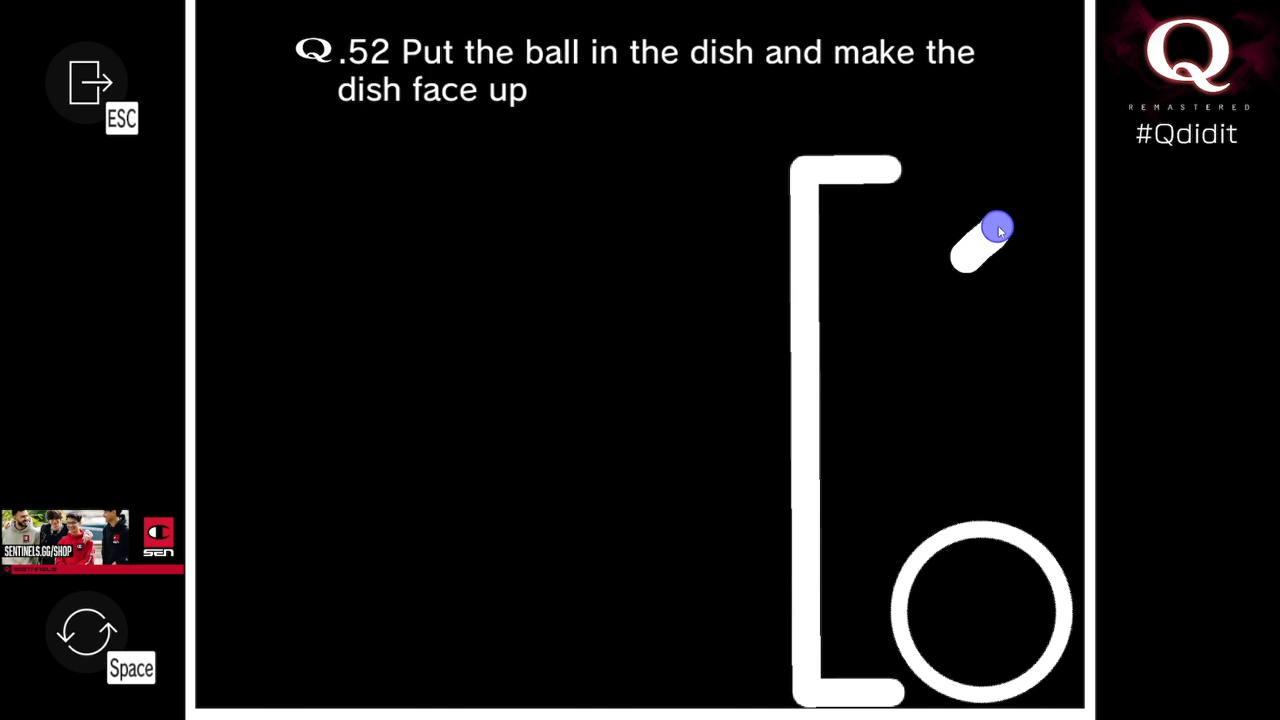 Q.52 Put the ball in the dish and make the
dish face up
ESC
Q
REMASTERED
#Qdidit
SENTINELS.GG/SHOP
SEN
SENTINELS
Space